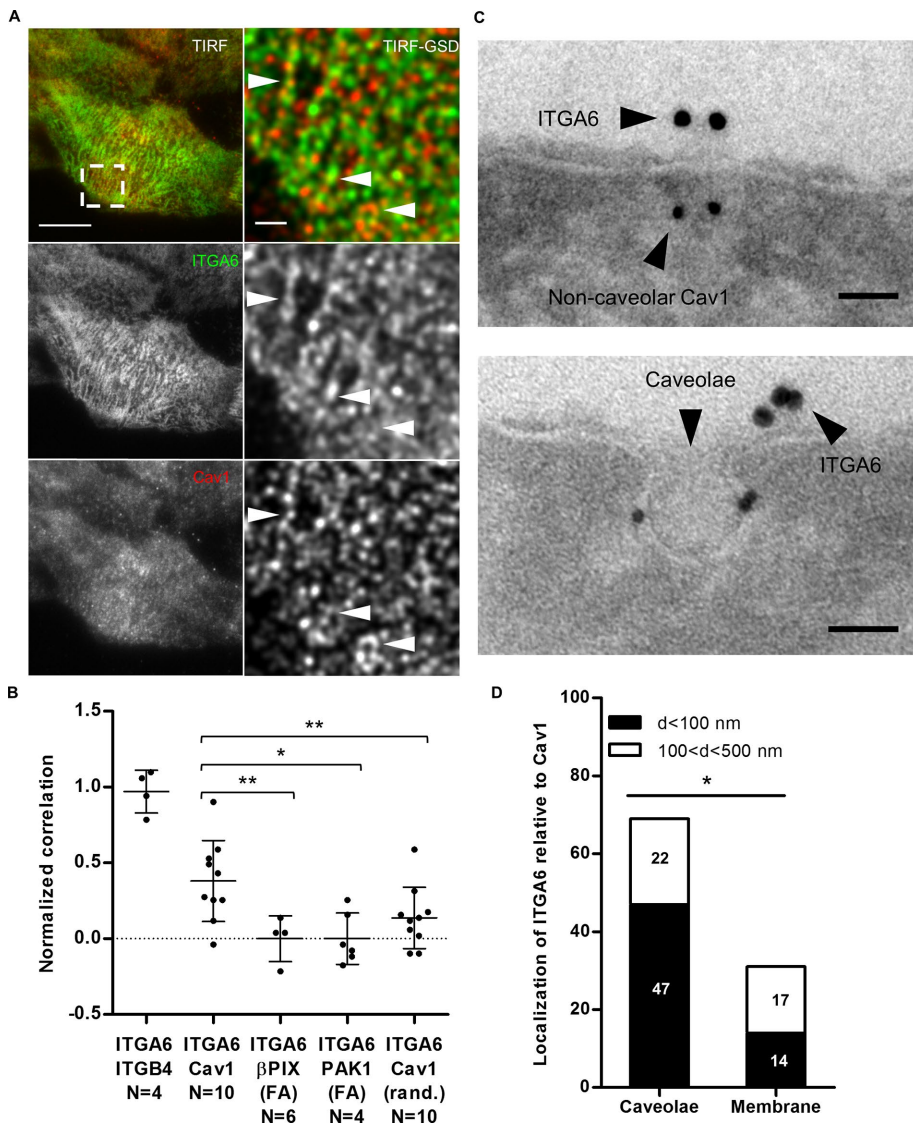 A
TIRF
TIRF-GSD
ITGA6
Cav1
C
ITGA6
Non-caveolar Cav1
Caveolae
ITGA6
B
Normalized correlation
1.5
1.0
0.5
0.0
-0.5
**
*
**
ITGA6
ITGB4
N=4
ITGA6
Cav1
N=10
ITGA6
βPIX
(FA)
N=6
ITGA6
PAK1
(FA)
N=4
ITGA6
Cav1
(rand.)
N=10
D
Localization of ITGA6 relative to Cav1
100
80
60
40
20
0
d<100 nm
100<d<500 nm
*
22
47
17
14
Caveolae
Membrane